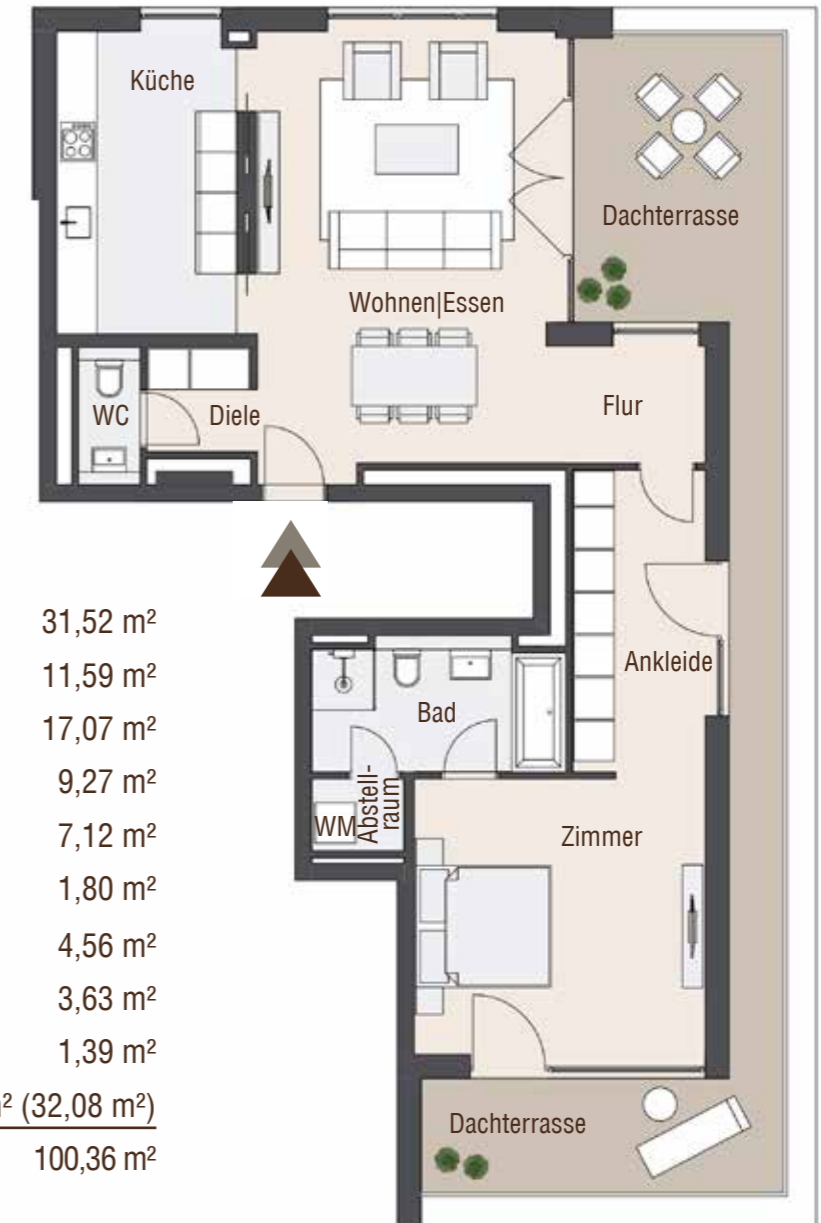 Küche
Dachterrasse
Wohnen|Essen
WC
Diele
Flur
31,52 m²
11,59 m²
17,07 m²
9,27 m²
7,12 m²
1,80 m²
4,56 m²
3,63 m²
1,39 m²
m² (32,08 m²)
100,36 m²
Ankleide
Bad
Abstell-
raum
WM
Zimmer
Dachterrasse